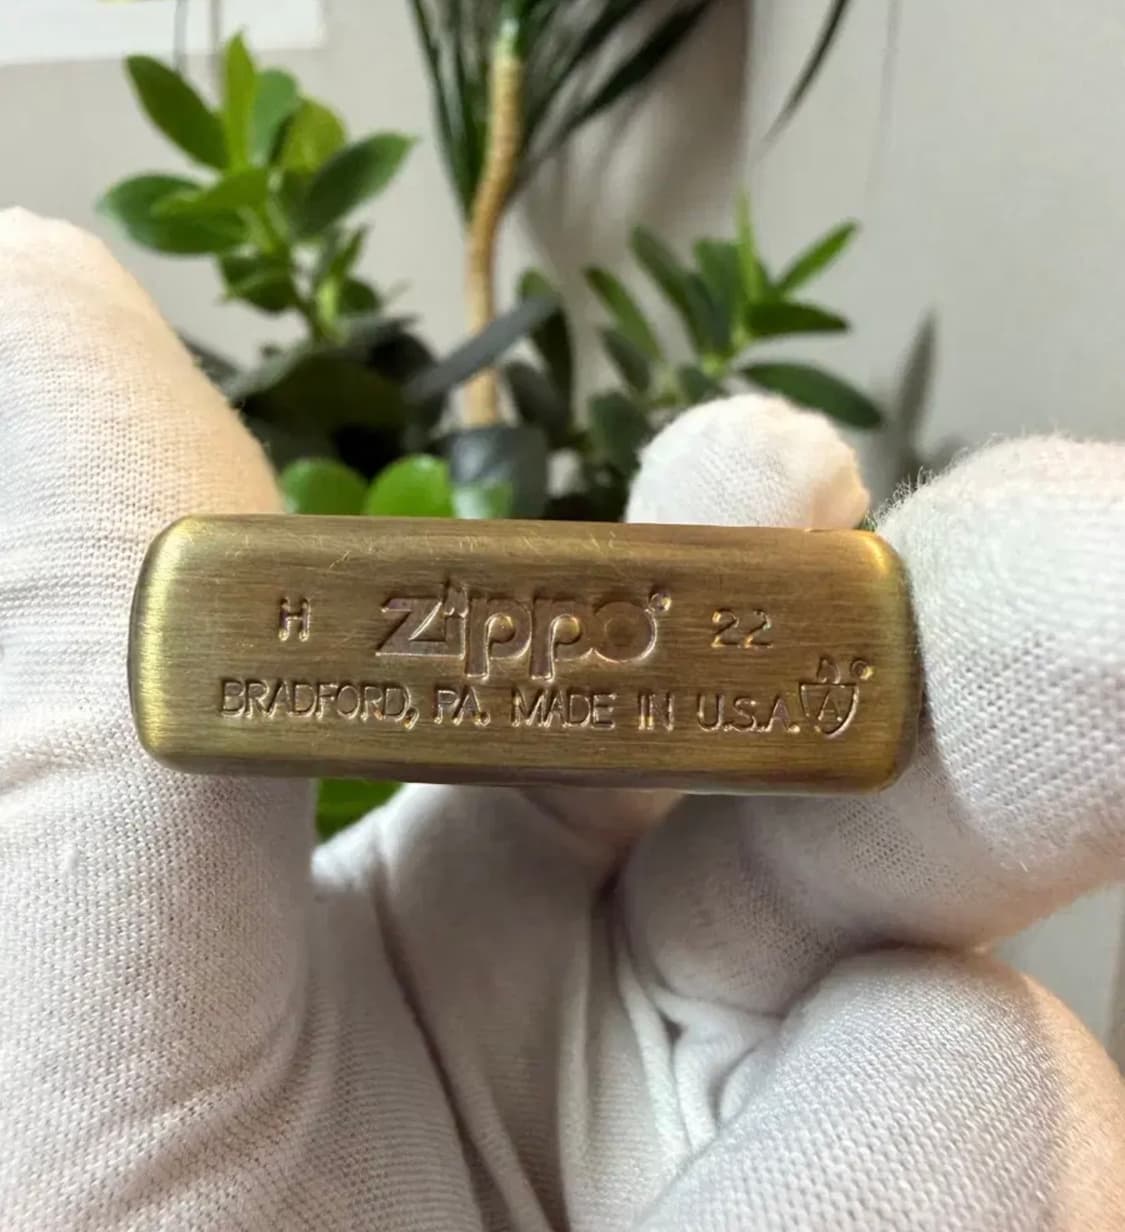 H Zippo® 22
BRADFORD, PA. MADE IN U.S.A. A®